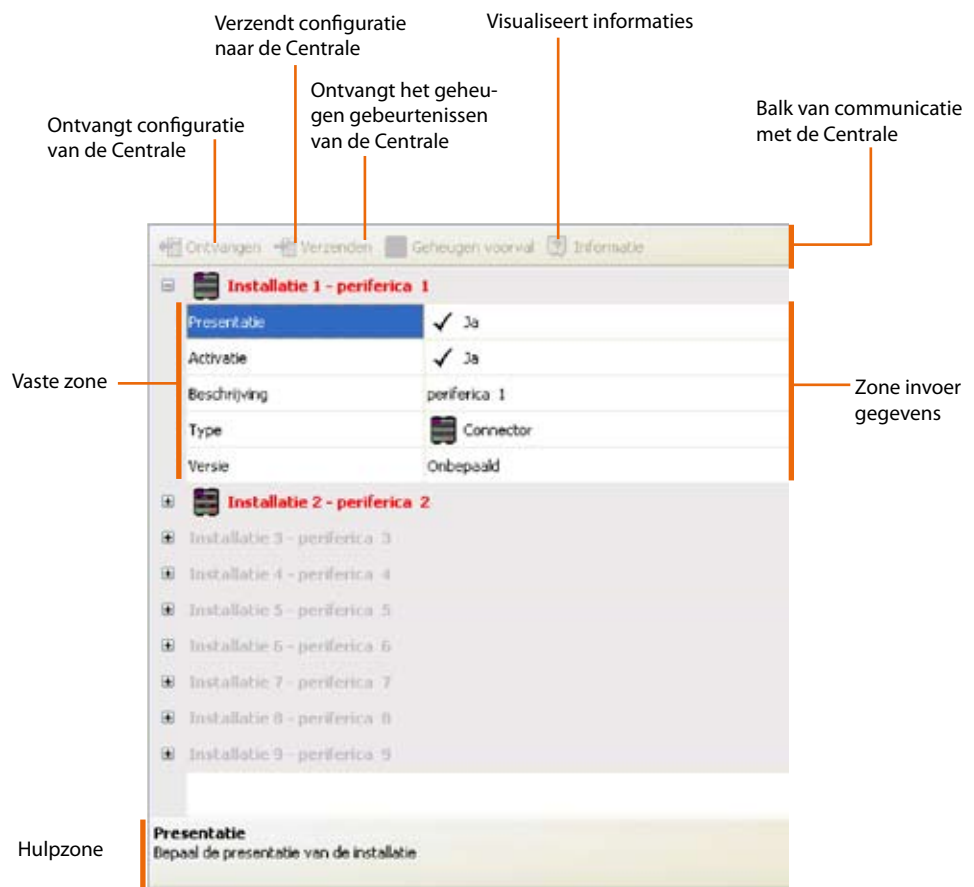 Verzendt configuratie
naar de Centrale
Visualiseert informaties
Ontvangt het geheu-
gen gebeurtenissen
van de Centrale
Balk van communicatie
met de Centrale
Ontvangt configuratie
van de Centrale
Ontvangen Verzenden Geheugen voorval Informatie
Installatie 1 - periferica 1
Presentatie Ja
Activatie Ja
Beschrijving periferica 1
Type Connector
Versie Onbepaald
Vaste zone
Zone invoer
gegevens
Installatie 2 - periferica 2
Installatie 3 - periferica 3
Installatie 4 - periferica 4
Installatie 5 - periferica 5
Installatie 6 - periferica 6
Installatie 7 - periferica 7
Installatie 8 - periferica 8
Installatie 9 - periferica 9
Hulpzone
Presentatie
Bepaal de presentatie van de installatie